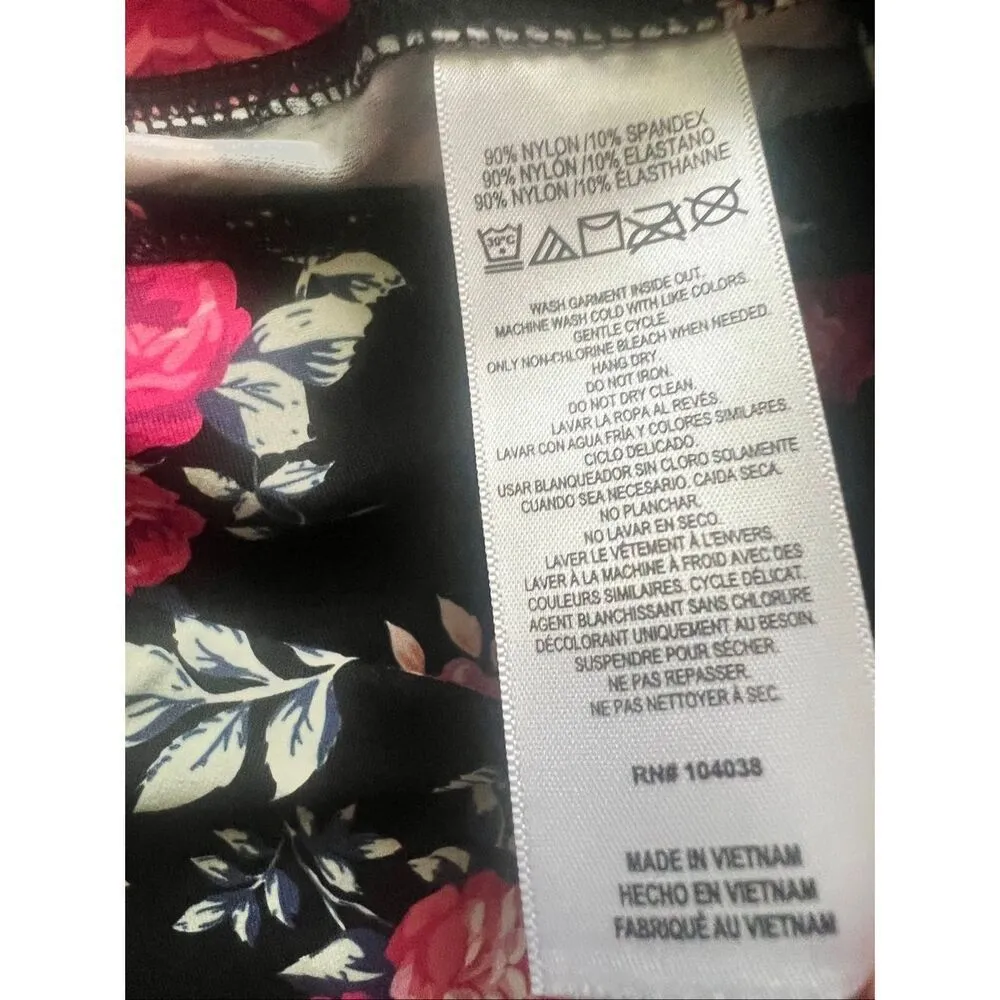 90% NYLON /10% SPANDEX
90% NYLON /10% ELASTANO
90% NYLON /10% ÉLASTHANNE
30°C
WASH GARMENT INSIDE OUT.
MACHINE WASH COLD WITH LIKE COLORS.
GENTLE CYCLE.
ONLY NON-CHLORINE BLEACH WHEN NEEDED.
HANG DRY.
DO NOT IRON.
DO NOT DRY CLEAN.
LAVAR LA ROPA AL REVÉS.
LAVAR CON AGUA FRÍA Y COLORES SIMILARES.
CICLO DELICADO.
USAR BLANQUEADOR SIN CLORO SOLAMENTE
CUANDO SEA NECESARIO. CAIDA SECA.
NO PLANCHAR.
NO LAVAR EN SECO.
LAVER LE VÊTEMENT À L'ENVERS.
LAVER À LA MACHINE À FROID AVEC DES
COULEURS SIMILAIRES. CYCLE DÉLICAT.
AGENT BLANCHISSANT SANS CHLORURE
DÉCOLORANT UNIQUEMENT AU BESOIN.
SUSPENDRE POUR SÉCHER.
NE PAS REPASSER.
NE PAS NETTOYER À SEC.
RN# 104038
MADE IN VIETNAM
HECHO EN VIETNAM
FABRIQUÉ AU VIETNAM